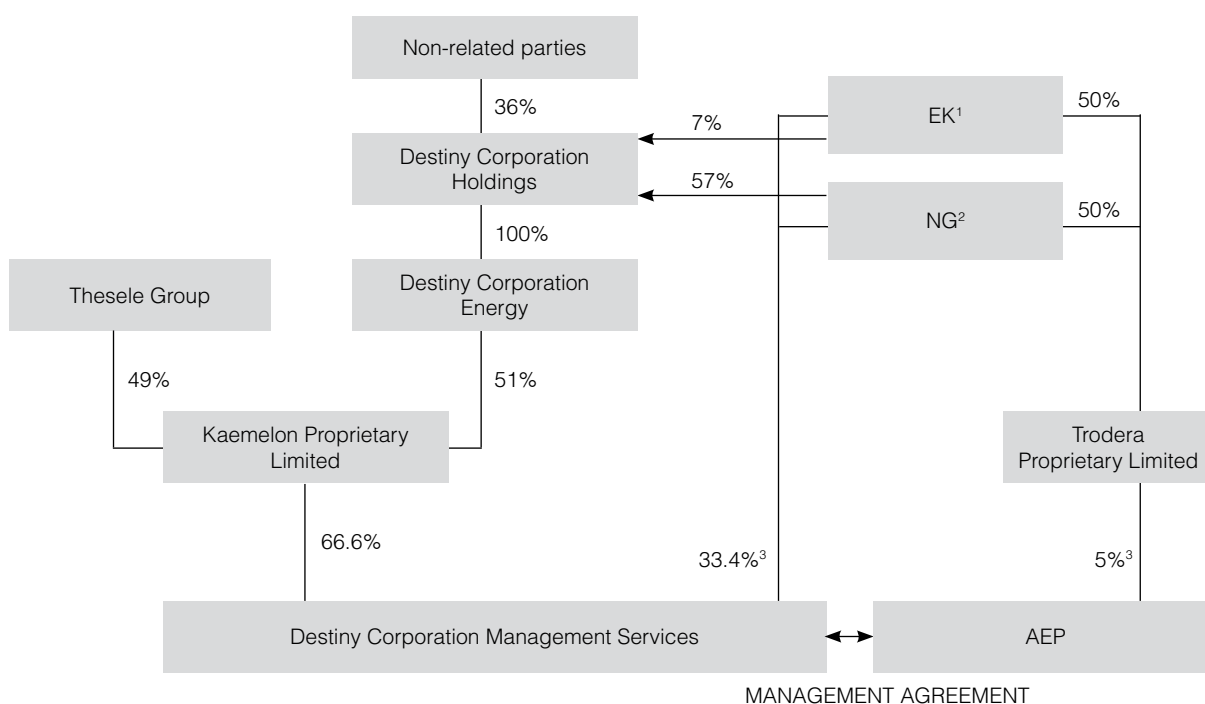 Non-related parties
36%
7%
EK¹
50%
Destiny Corporation
Holdings
57%
NG²
50%
100%
Thesele Group
Destiny Corporation
Energy
49%
51%
Kaemelon Proprietary
Limited
Trodera
Proprietary Limited
66.6%
33.4%³
5%³
Destiny Corporation Management Services
AEP
MANAGEMENT AGREEMENT